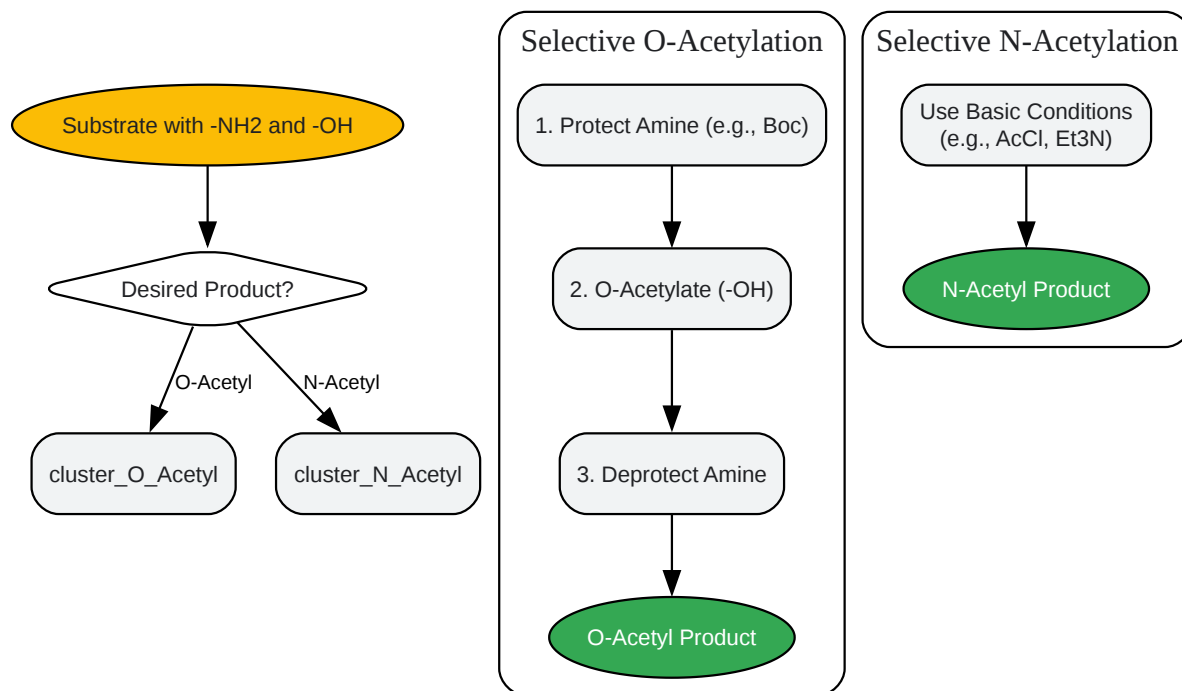 Substrate with -NH2 and -OH
Desired Product?
O-Acetyl
N-Acetyl
cluster_O_Acetyl
cluster_N_Acetyl
Selective O-Acetylation
1. Protect Amine (e.g., Boc)
2. O-Acetylate (-OH)
3. Deprotect Amine
O-Acetyl Product
Selective N-Acetylation
Use Basic Conditions
(e.g., AcCl, Et3N)
N-Acetyl Product